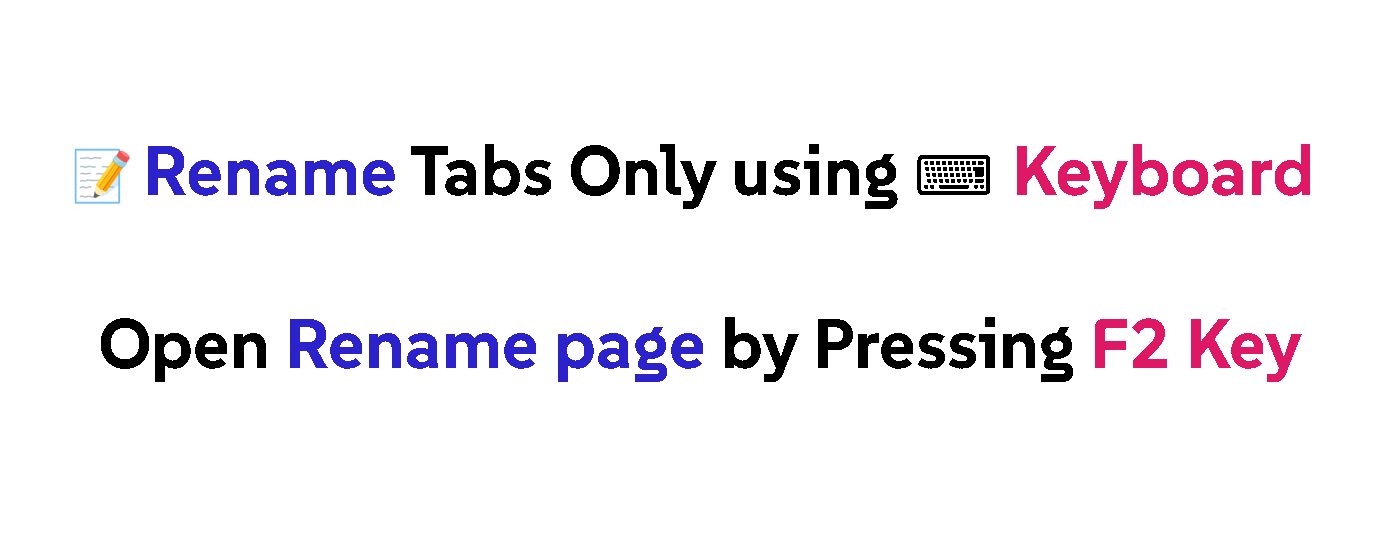 📝 Rename Tabs Only using ⌨ Keyboard
Open Rename page by Pressing F2 Key